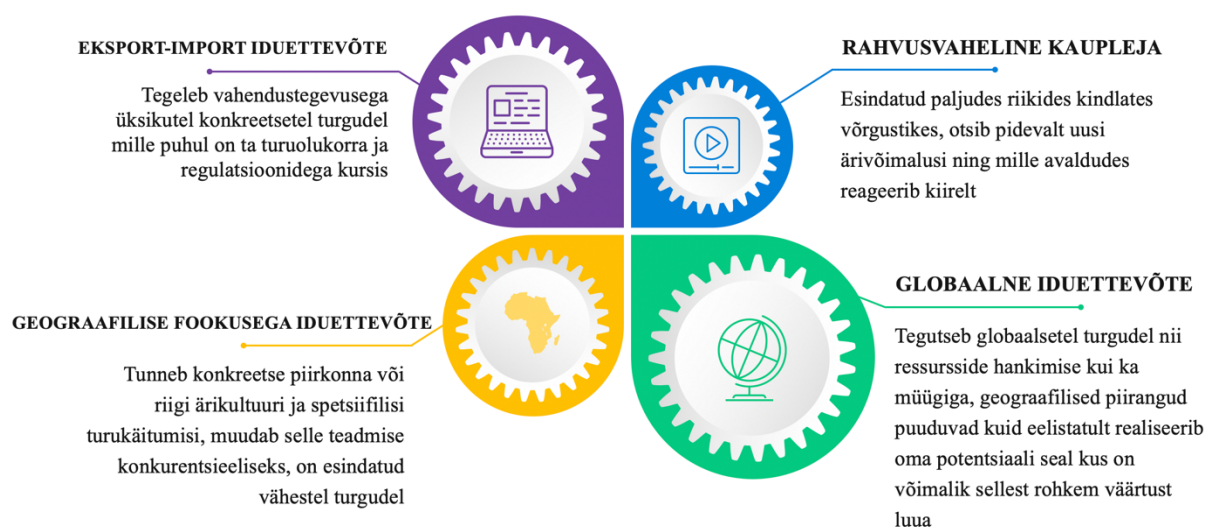 EKSPORT-IMPORT IDUETTEVÕTE
Tegeleb vahendustegevusega
üksikutel konkreetsetel turgudel
mille puhul on ta turuolukorra ja
regulatsioonidega kursis
RAHVUSVAHELINE KAUPLEJA
Esindatud paljudes riikides kindlates
võrgustikes, otsib pidevalt uusi
ärivõimalusi ning mille avaldudes
reageerib kiirelt
GEOGRAAFILISE FOOKUSEGA IDUETTEVÕTE
Tunneb konkreetse piirkonna või
riigi ärikultuuri ja spetsiifilisi
turukäitumisi, muudab selle teadmise
konkurentsieeliseks, on esindatud
vähestel turgudel
GLOBAALNE IDUETTEVÕTE
Tegutseb globaalsetel turgudel nii
ressursside hankimise kui ka
müügiga, geograafilised piirangud
puuduvad kuid eelistatult realiseerib
oma potentsiaali seal kus on
võimalik sellest rohkem väärtust
luua